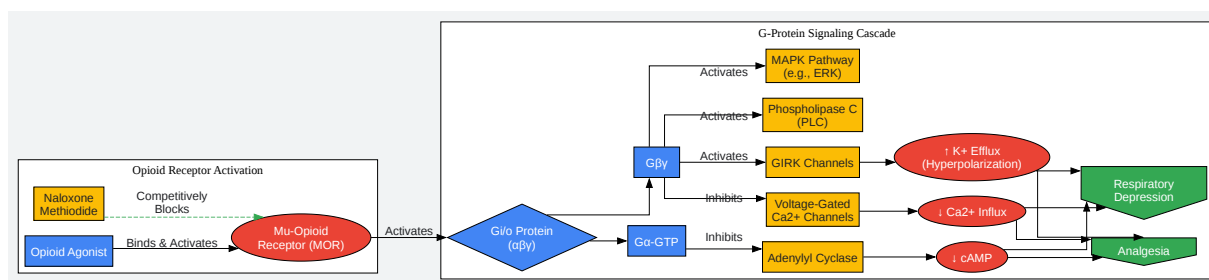 G-Protein Signaling Cascade
MAPK Pathway
(e.g., ERK)
Activates
Phospholipase C
(PLC)
Activates
Gβγ
Activates
GIRK Channels
↑ K+ Efflux
(Hyperpolarization)
Opioid Receptor Activation
Respiratory
Depression
Naloxone
Methiodide
Competitively
Blocks
Inhibits
Voltage-Gated
Ca2+ Channels
↓ Ca2+ Influx
Mu-Opioid
Receptor (MOR)
Activates
Gi/o Protein
(αβγ)
Gα-GTP
Inhibits
Opioid Agonist
Binds & Activates
Adenylyl Cyclase
↓ cAMP
Analgesia